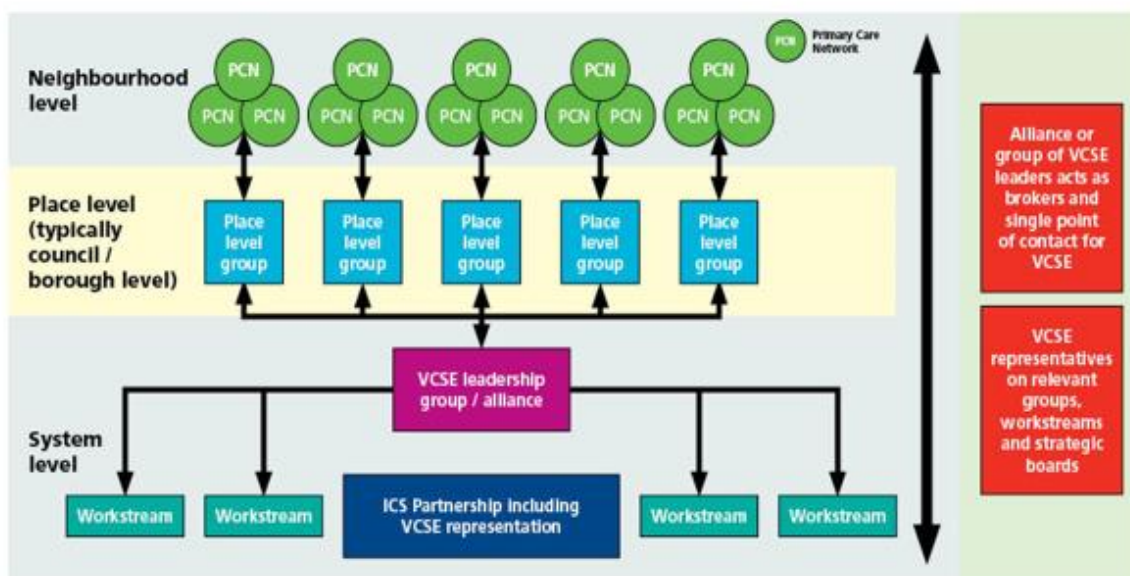 PCN
Primary Care
Network
Neighbourhood
level
PCN
PCN PCN
PCN
PCN PCN
PCN
PCN PCN
PCN
PCN PCN
PCN
PCN PCN
Place level
(typically
council /
borough level)
Place
level
group
Place
level
group
Place
level
group
Place
level
group
Place
level
group
VCSE leadership
group / alliance
System
level
Workstream
Workstream
ICS Partnership including
VCSE representation
Workstream
Workstream
Alliance or
group of VCSE
leaders acts as
brokers and
single point
of contact for
VCSE
VCSE
representatives
on relevant
groups,
workstreams
and strategic
boards